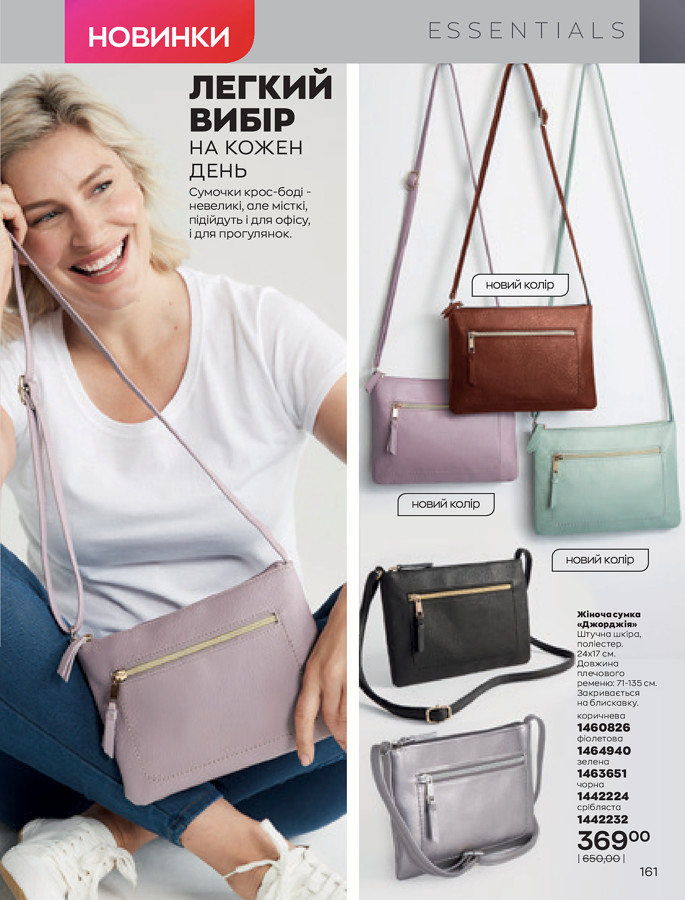 НОВИНКИ
ESSENTIALS
ЛЕГКИЙ
ВИБІР
НА КОЖЕН
ДЕНЬ
Сумочки крос-боді -
невеликі, але місткі,
підійдуть і для офісу,
і для прогулянок.
новий колір
новий колір
новий колір
Жіноча сумка
«Джорджія»
Штучна шкіра,
поліестер.
24х17 см.
Довжина
плечового
ременю: 71-135 см.
Закривається
на блискавку.
коричнева
1460826
фіолетова
1464940
зелена
1463651
чорна
1442224
срібляста
1442232
369⁰⁰
| 650,00 |
161